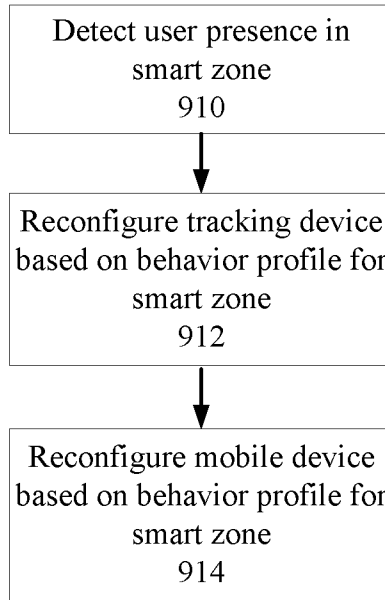 Detect user presence in
smart zone
910
Reconfigure tracking device
based on behavior profile for
smart zone
912
Reconfigure mobile device
based on behavior profile for
smart zone
914